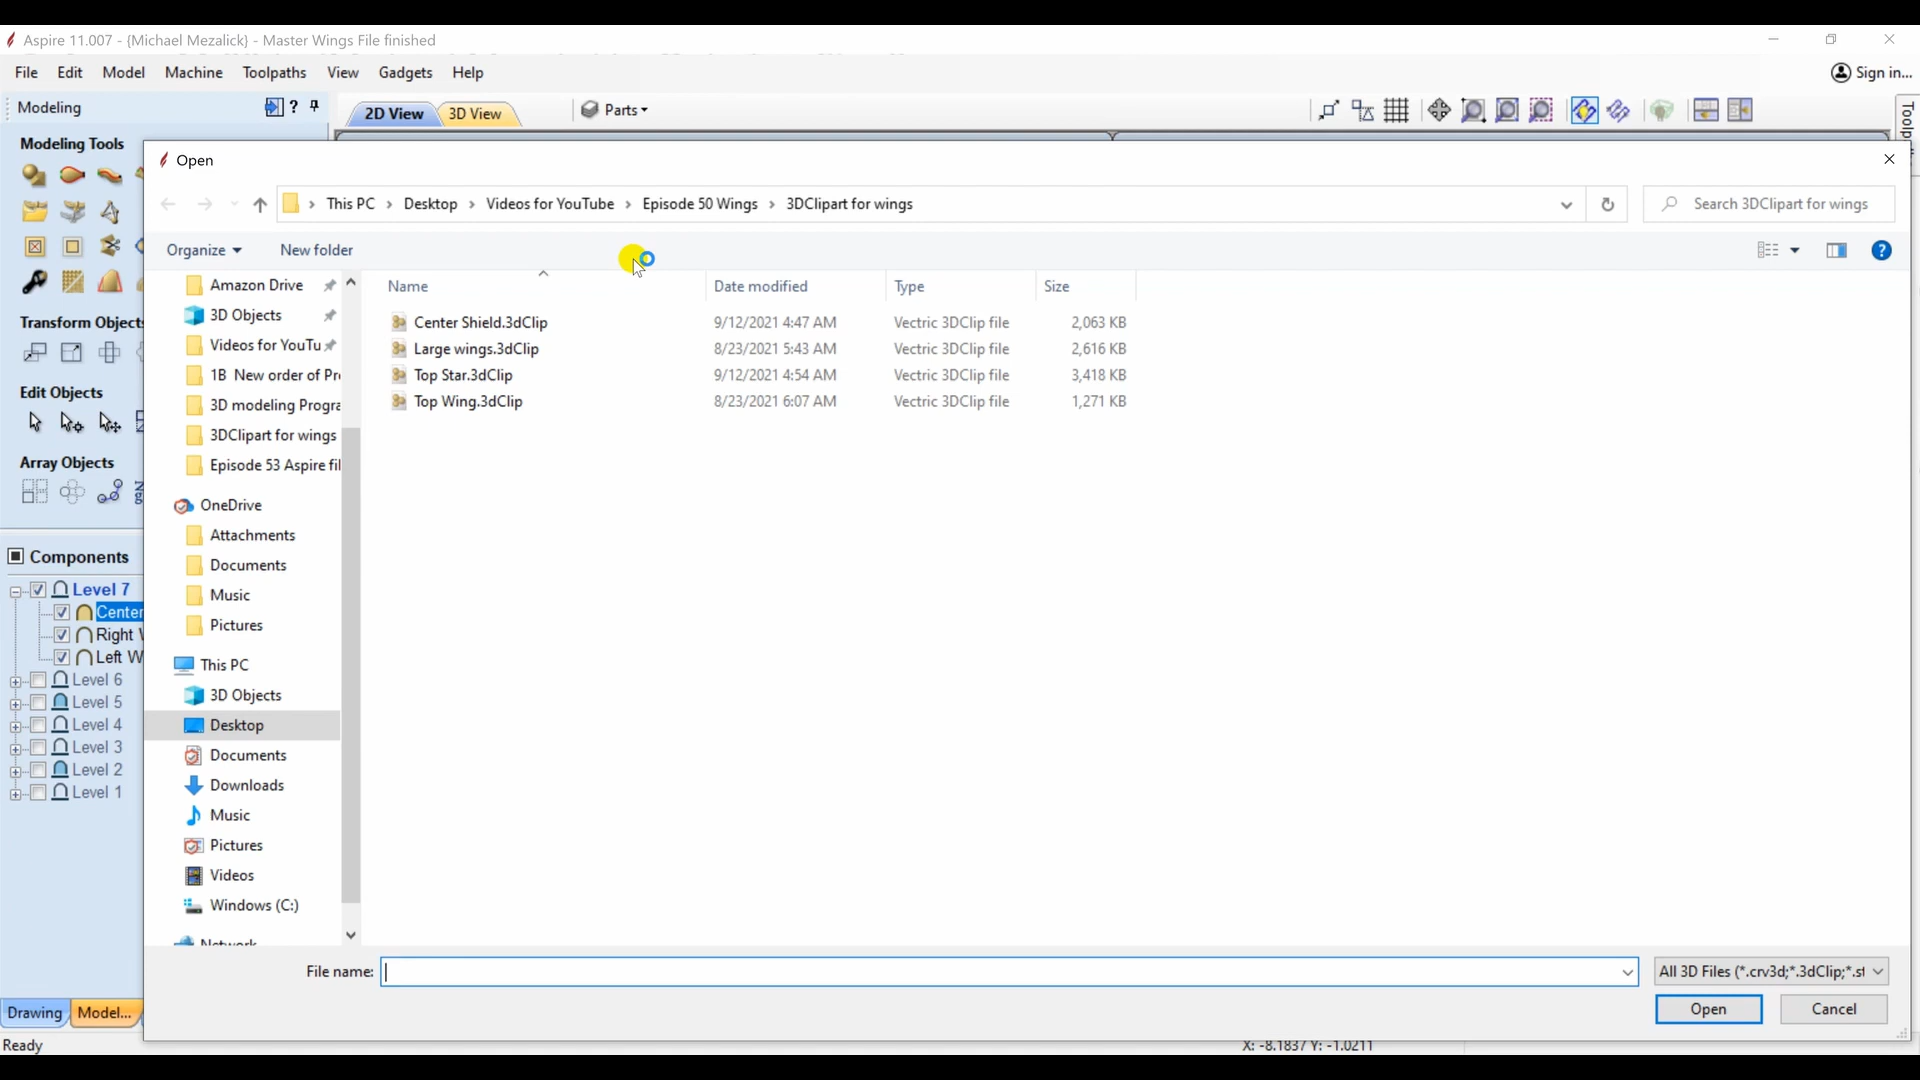 Aspire 11.007 - {Michael Mezalick} - Master Wings File finished
File Edit Model Machine Toolpaths View Gadgets Help
Sign in...
Modeling ?
2D View 3D View Parts
Modeling Tools
Open
This PC > Desktop > Videos for YouTube > Episode 50 Wings > 3DClipart for wings
Search 3DClipart for wings
Organize New folder
Name Date modified Type Size
Center Shield.3dClip 9/12/2021 4:47 AM Vectric 3DClip file 2,063 KB
Large wings.3dClip 8/23/2021 5:43 AM Vectric 3DClip file 2,616 KB
Top Star.3dClip 9/12/2021 4:54 AM Vectric 3DClip file 3,418 KB
Top Wing.3dClip 8/23/2021 6:07 AM Vectric 3DClip file 1,271 KB
Amazon Drive
3D Objects
Videos for YouTu
1B New order of Pr
3D modeling Progra
3DClipart for wings
Episode 53 Aspire fil
OneDrive
Attachments
Documents
Music
Pictures
This PC
3D Objects
Desktop
Documents
Downloads
Music
Pictures
Videos
Windows (C:)
Network
Transform Objects
Edit Objects
Array Objects
Components
Level 7
Center
Right
Left W
Level 6
Level 5
Level 4
Level 3
Level 2
Level 1
File name:
All 3D Files (*.crv3d;*.3dClip;*.st
Open Cancel
Drawing Model...
Ready
X: -8.1837 Y: -1.0211